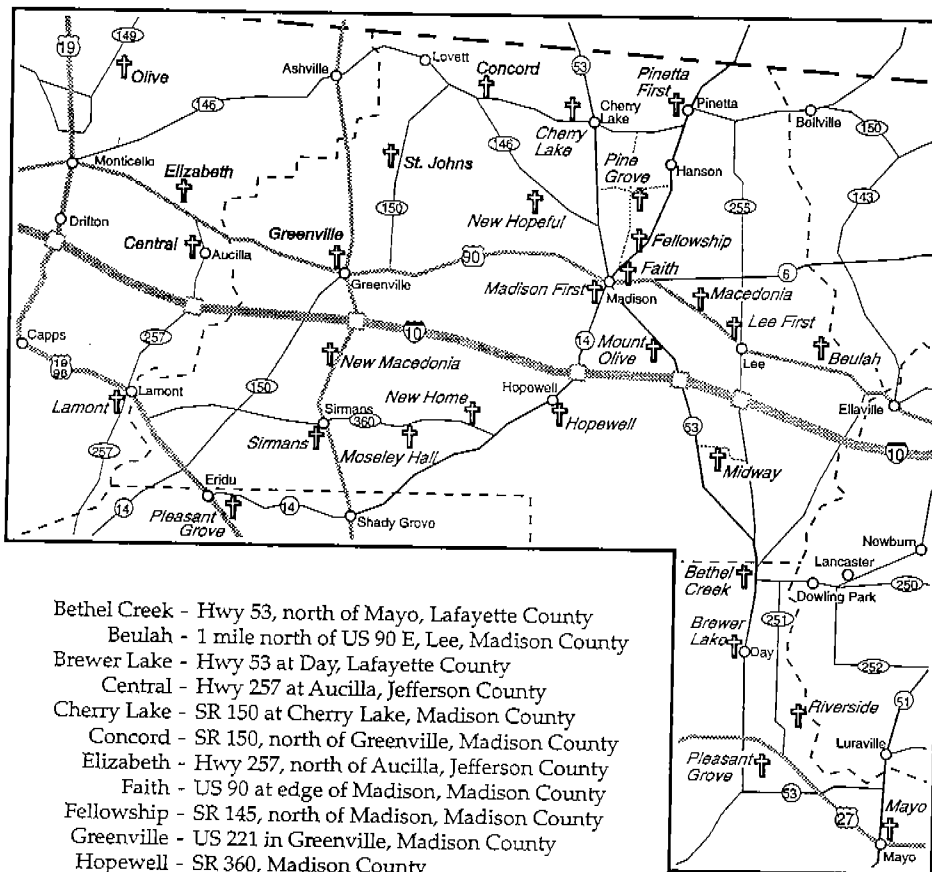 19
149
Olive
Ashville
Lovett
Concord
53
Pinetta First
Pinetta
Cherry Lake
Cherry Lake
Bellville
146
146
150
Monticello
Elizabeth
St. Johns
Pine Grove
Hanson
143
Drifton
150
New Hopeful
255
Central
Aucilla
Greenville
Greenville
90
Fellowship
Faith
6
Madison First
Madison
Macedonia
Lee First
Capps
257
10
14
Mount Olive
Lee
Beulah
19
Lamont
Lamont
150
New Macedonia
New Home
Hopowell
Hopewell
Ellaville
Sirmans
360
Sirmans
Moseley Hall
53
10
257
Midway
Eridu
14
Pleasant Grove
14
Shady Grove
Nowburn
Lancaster
Bethel Creek
Dowling Park
250
251
Brewer Lake
Day
252
51
Riverside
Luraville
Pleasant Grove
53
27
Mayo
Mayo
Bethel Creek - Hwy 53, north of Mayo, Lafayette County
Beulah - 1 mile north of US 90 E, Lee, Madison County
Brewer Lake - Hwy 53 at Day, Lafayette County
Central - Hwy 257 at Aucilla, Jefferson County
Cherry Lake - SR 150 at Cherry Lake, Madison County
Concord - SR 150, north of Greenville, Madison County
Elizabeth - Hwy 257, north of Aucilla, Jefferson County
Faith - US 90 at edge of Madison, Madison County
Fellowship - SR 145, north of Madison, Madison County
Greenville - US 221 in Greenville, Madison County
Hopewell - SR 360, Madison County